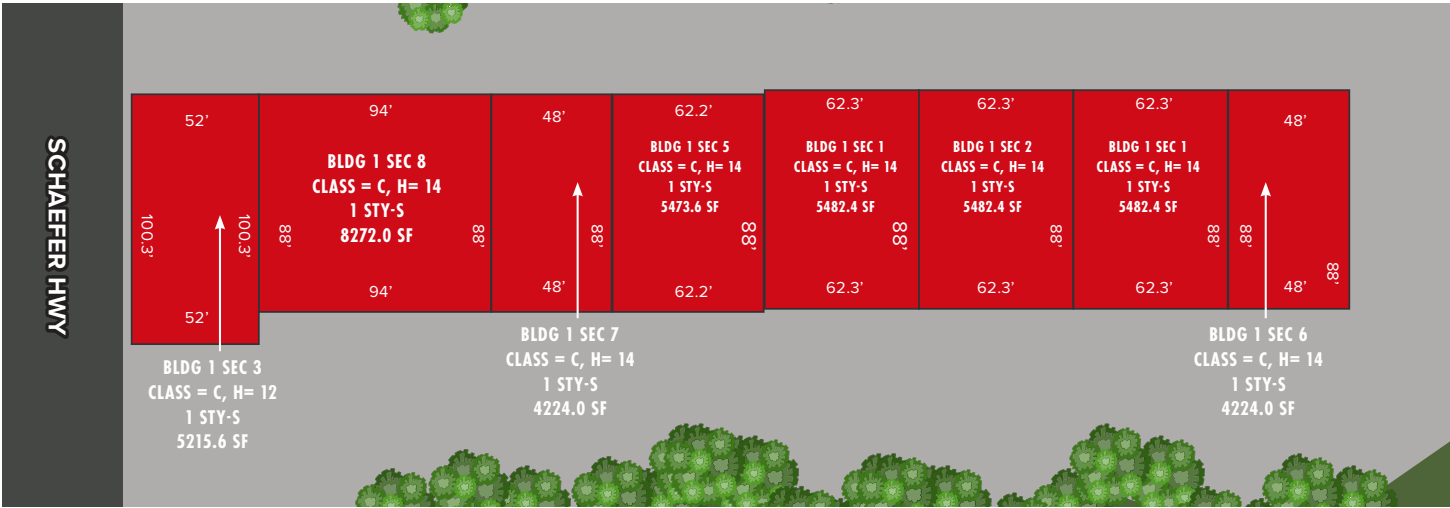 SCHAEFER HWY
52’
100.3’
100.3’
52’
BLDG 1 SEC 3
CLASS = C, H= 12
1 STY-S
5215.6 SF
94’
BLDG 1 SEC 8
CLASS = C, H= 14
1 STY-S
8272.0 SF
88’
88’
94’
48’
88’
48’
BLDG 1 SEC 7
CLASS = C, H= 14
1 STY-S
4224.0 SF
62.2’
BLDG 1 SEC 5
CLASS = C, H= 14
1 STY-S
5473.6 SF
88’
62.2’
62.3’
BLDG 1 SEC 1
CLASS = C, H= 14
1 STY-S
5482.4 SF
88’
62.3’
62.3’
BLDG 1 SEC 2
CLASS = C, H= 14
1 STY-S
5482.4 SF
88’
62.3’
62.3’
BLDG 1 SEC 1
CLASS = C, H= 14
1 STY-S
5482.4 SF
88’
62.3’
48’
88’
88’
48’
BLDG 1 SEC 6
CLASS = C, H= 14
1 STY-S
4224.0 SF